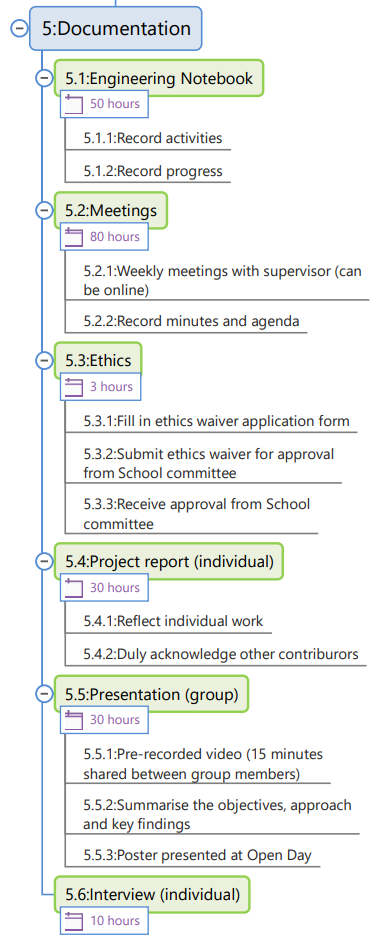 5:Documentation
5.1:Engineering Notebook
50 hours
5.1.1:Record activities
5.1.2:Record progress
5.2:Meetings
80 hours
5.2.1:Weekly meetings with supervisor (can
be online)
5.2.2:Record minutes and agenda
5.3:Ethics
3 hours
5.3.1:Fill in ethics waiver application form
5.3.2:Submit ethics waiver for approval
from School committee
5.3.3:Receive approval from School
committee
5.4:Project report (individual)
30 hours
5.4.1:Reflect individual work
5.4.2:Duly acknowledge other contriburors
5.5:Presentation (group)
30 hours
5.5.1:Pre-recorded video (15 minutes
shared between group members)
5.5.2:Summarise the objectives, approach
and key findings
5.5.3:Poster presented at Open Day
5.6:Interview (individual)
10 hours